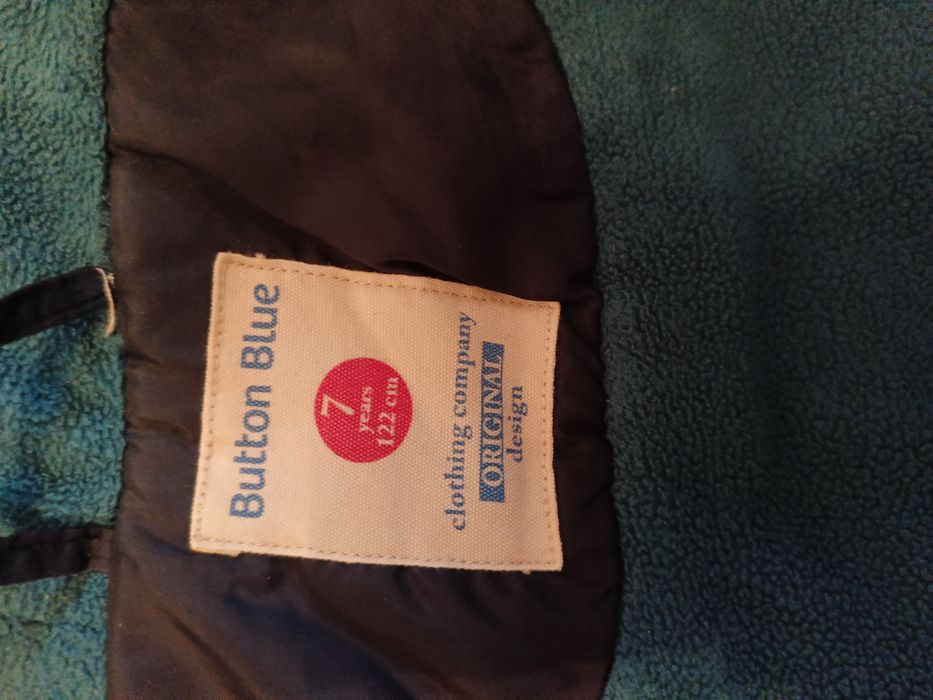 Button Blue
7
years
122 cm
clothing company
ORIGINAL
design